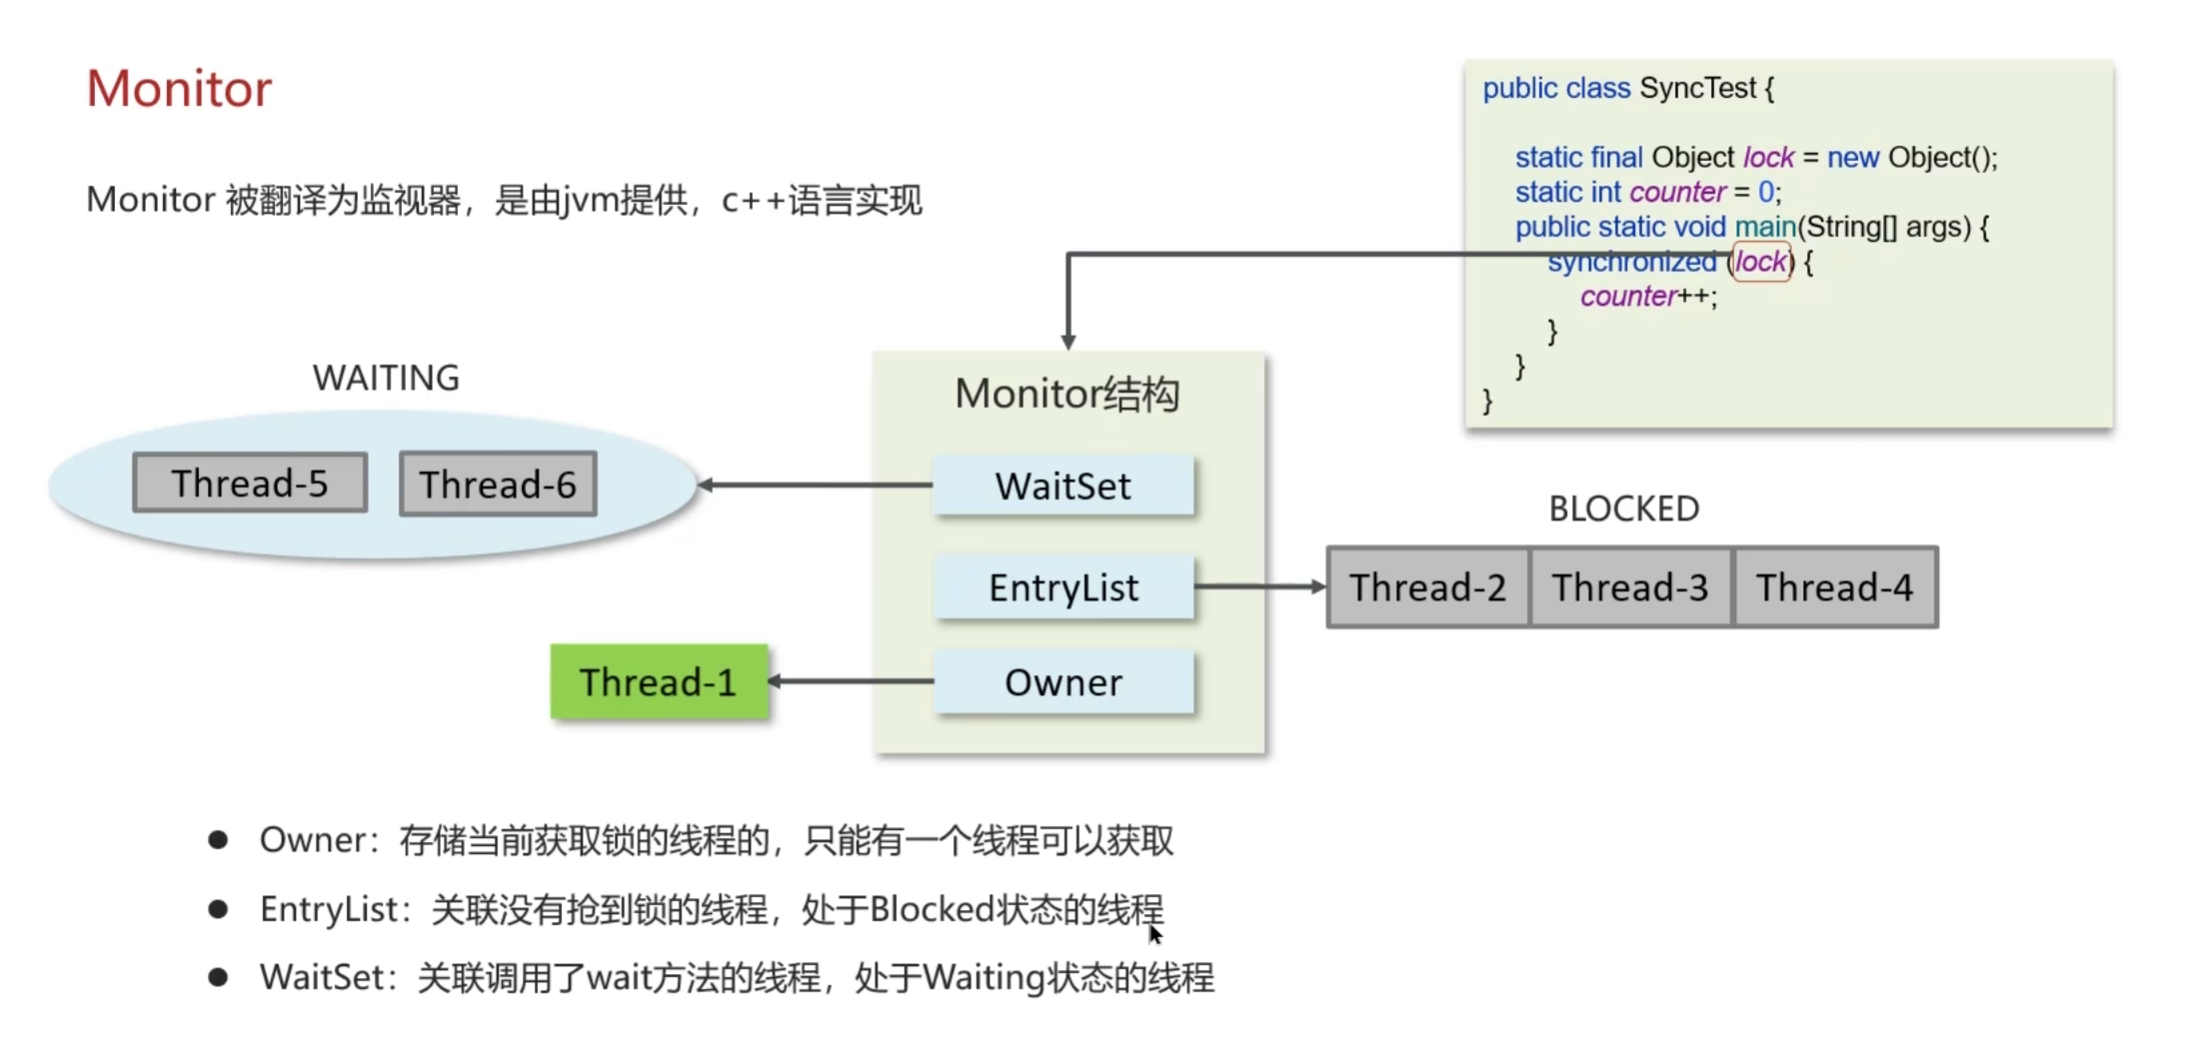 Monitor
Monitor 被翻译为监视器，是由jvm提供，c++语言实现
public class SyncTest {
static final Object lock = new Object();
static int counter = 0;
public static void main(String[] args) {
synchronized (lock) {
counter++;
}
}
}
WAITING
Thread-5
Thread-6
Monitor结构
WaitSet
EntryList
Owner
BLOCKED
Thread-2
Thread-3
Thread-4
Thread-1
● Owner：存储当前获取锁的线程的，只能有一个线程可以获取
● EntryList：关联没有抢到锁的线程，处于Blocked状态的线程
● WaitSet：关联调用了wait方法的线程，处于Waiting状态的线程